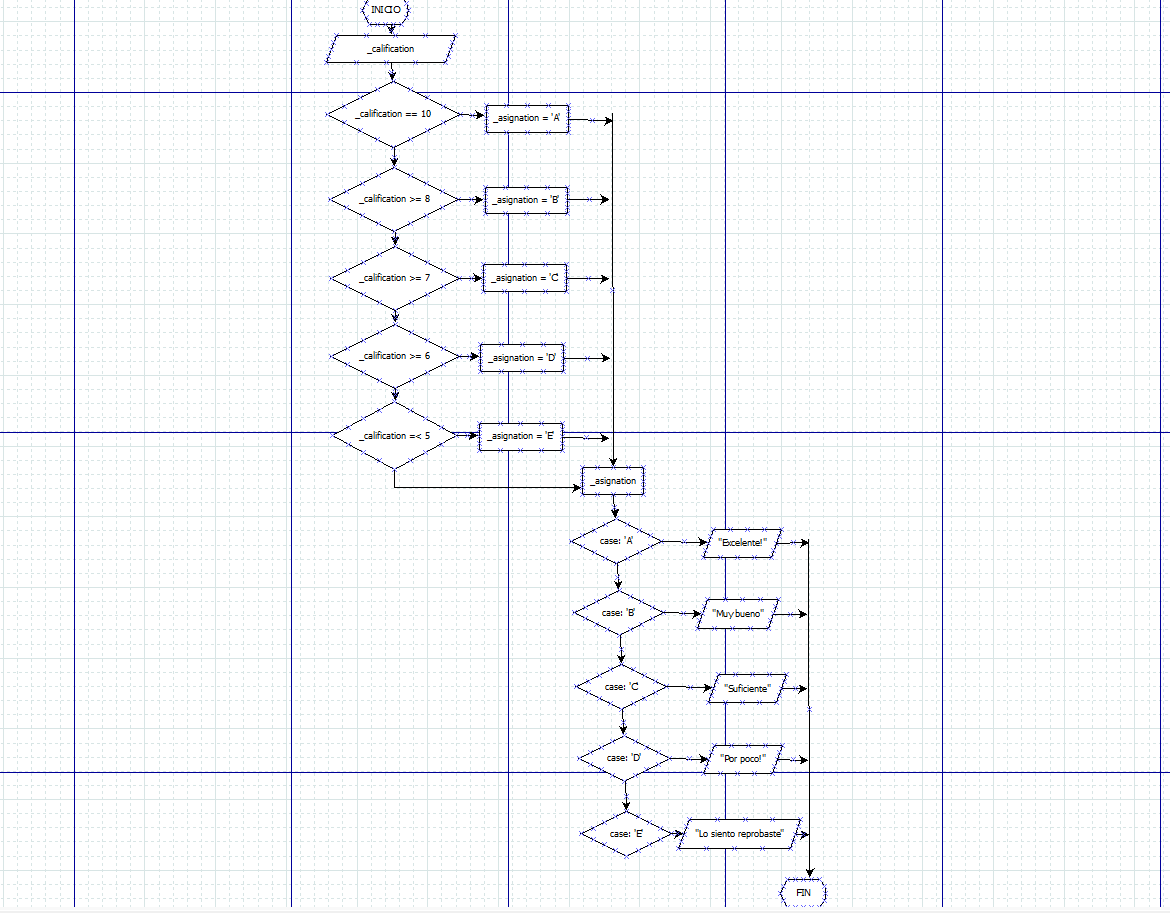 INICIO
_calification
_calification == 10
_asignation = 'A'
_calification >= 8
_asignation = 'B'
_calification >= 7
_asignation = 'C'
_calification >= 6
_asignation = 'D'
_calification =< 5
_asignation = 'E'
_asignation
case: 'A'
"Excelente!"
case: 'B'
"Muy bueno"
case: 'C'
"Suficiente"
case: 'D'
"Por poco!"
case: 'E'
"Lo siento reprobaste"
FIN